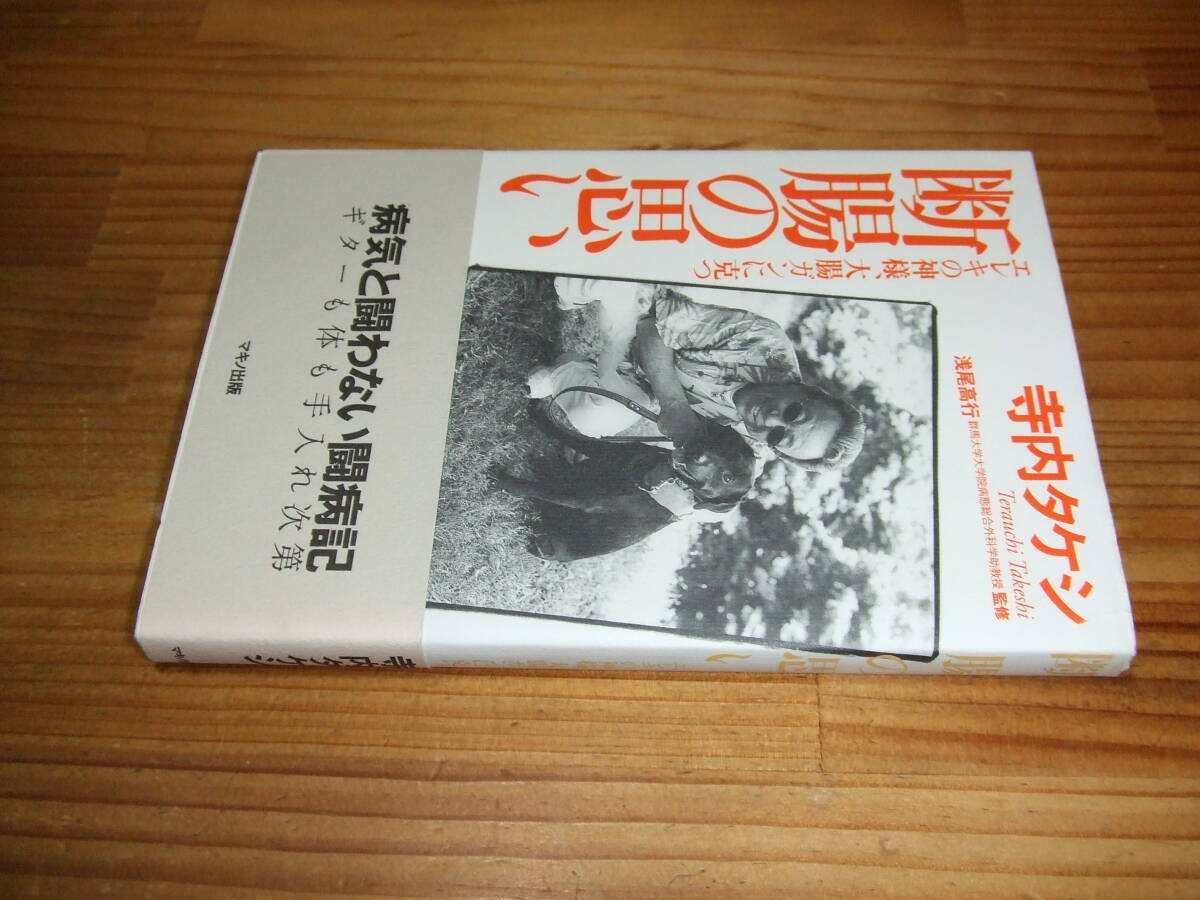 断腸の思い
エレキの神様、大腸ガンに克つ
寺内タケシ
Terauchi Takeshi
浅尾高行 群馬大学大学院病態総合外科学助教授 監修
病気と闘わない闘病記
ギターも体も手入れ次第
マキノ出版
断腸の思い
寺内タケシ